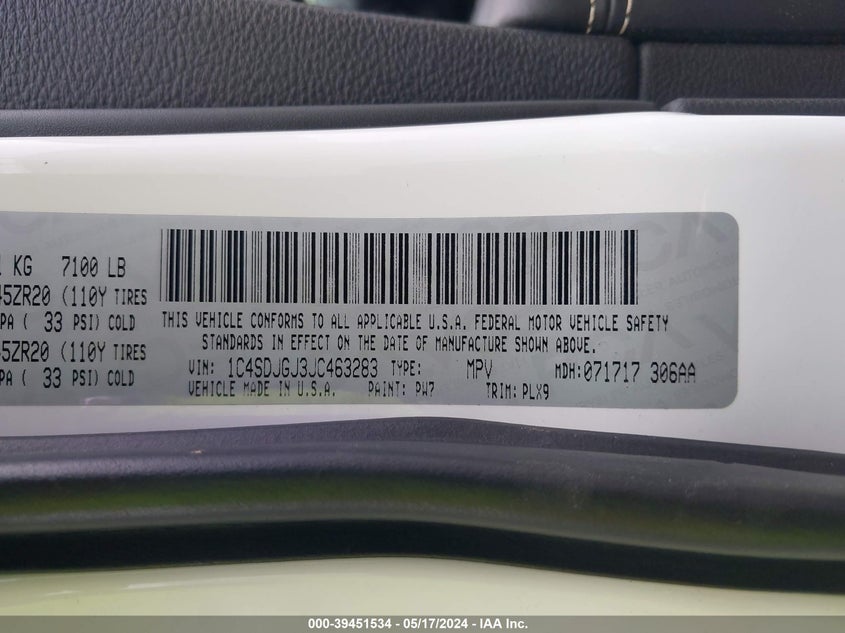 KG 7100 LB
45ZR20 (110Y TIRES
PA ( 33 PSI) COLD
5ZR20 (110Y TIRES
PA ( 33 PSI) COLD
THIS VEHICLE CONFORMS TO ALL APPLICABLE U.S.A. FEDERAL MOTOR VEHICLE SAFETY
STANDARDS IN EFFECT ON THE DATE OF MANUFACTURE SHOWN ABOVE.
VIN: 1C4SDJGJ3JC463283 TYPE: MPV MDH: 071717 306AA
VEHICLE MADE IN U.S.A. PAINT: PW7 TRIM: PLX9
000-39451534 - 05/17/2024 - IAA Inc.